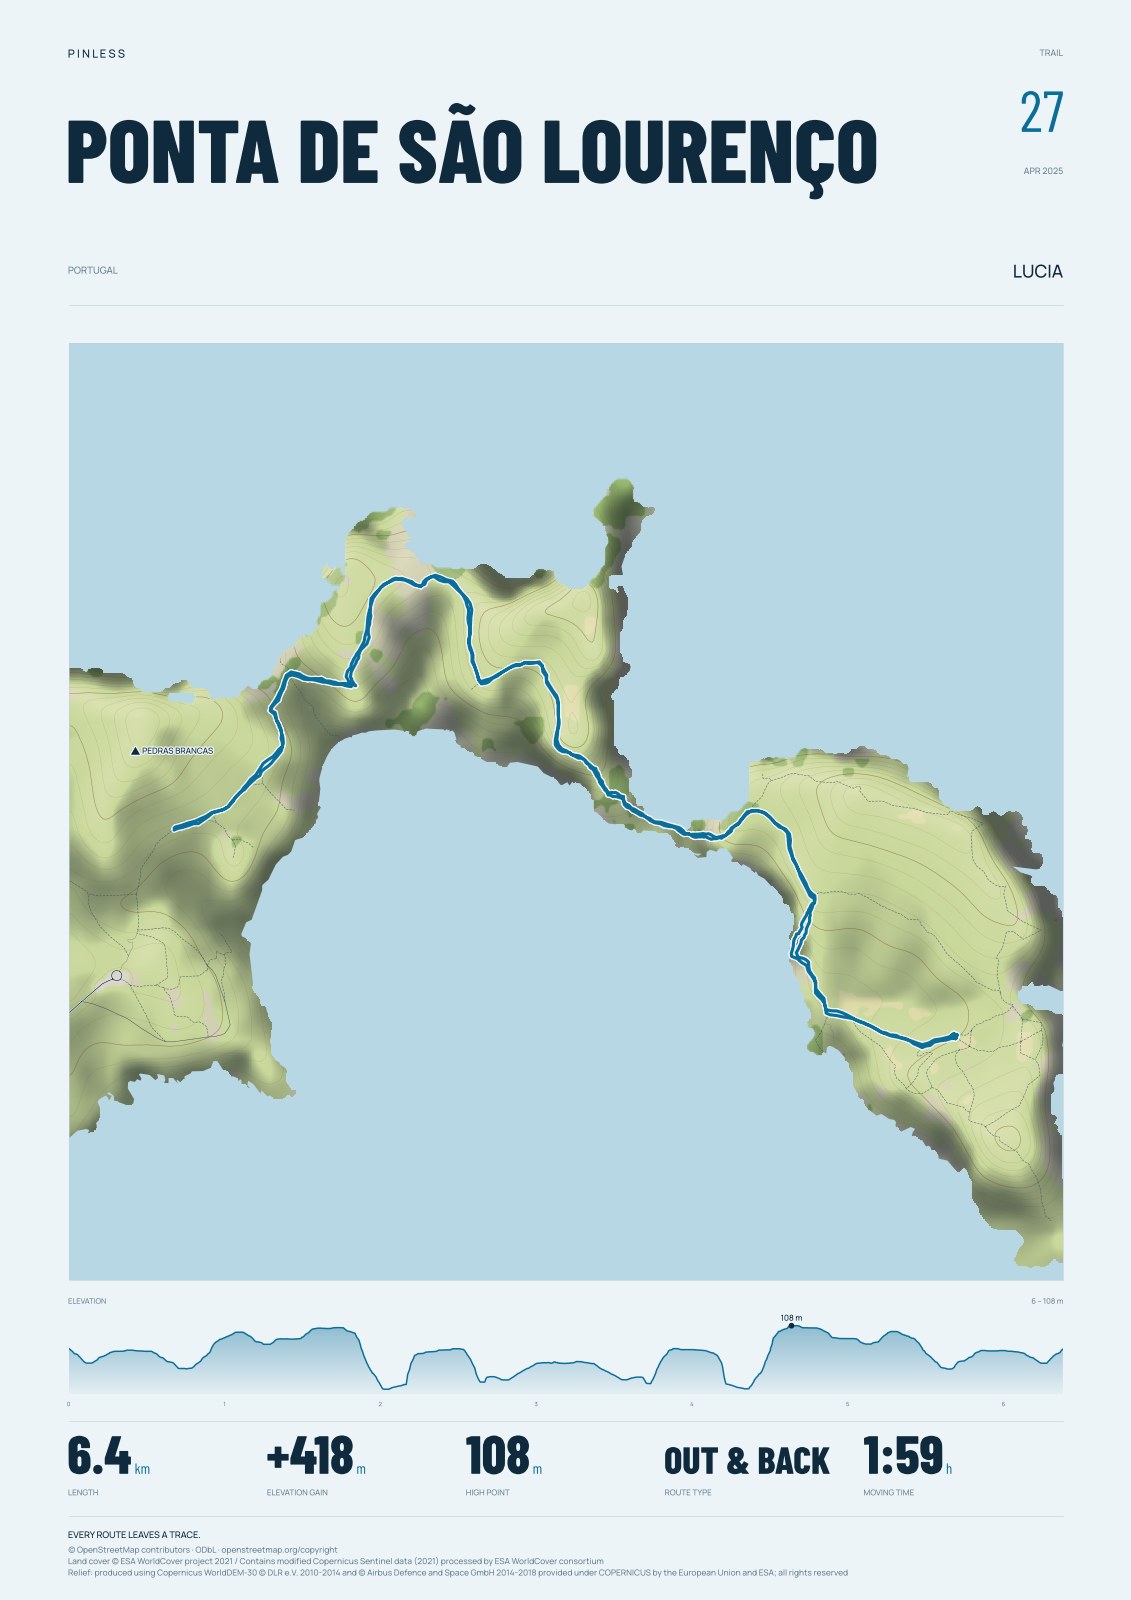 PINLESS
TRAIL
PONTA DE SÃO LOURENÇO
27
APR 2025
PORTUGAL
LUCIA
PEDRAS BRANCAS
ELEVATION
6 – 108 m
108 m
0 1 2 3 4 5 6
6.4 km
+418 m
108 m
OUT & BACK
1:59 h
LENGTH
ELEVATION GAIN
HIGH POINT
ROUTE TYPE
MOVING TIME
EVERY ROUTE LEAVES A TRACE.
© OpenStreetMap contributors · ODbL · openstreetmap.org/copyright
Land cover © ESA WorldCover project 2021 / Contains modified Copernicus Sentinel data (2021) processed by ESA WorldCover consortium
Relief: produced using Copernicus WorldDEM-30 © DLR e.V. 2010-2014 and © Airbus Defence and Space GmbH 2014-2018 provided under COPERNICUS by the European Union and ESA; all rights reserved